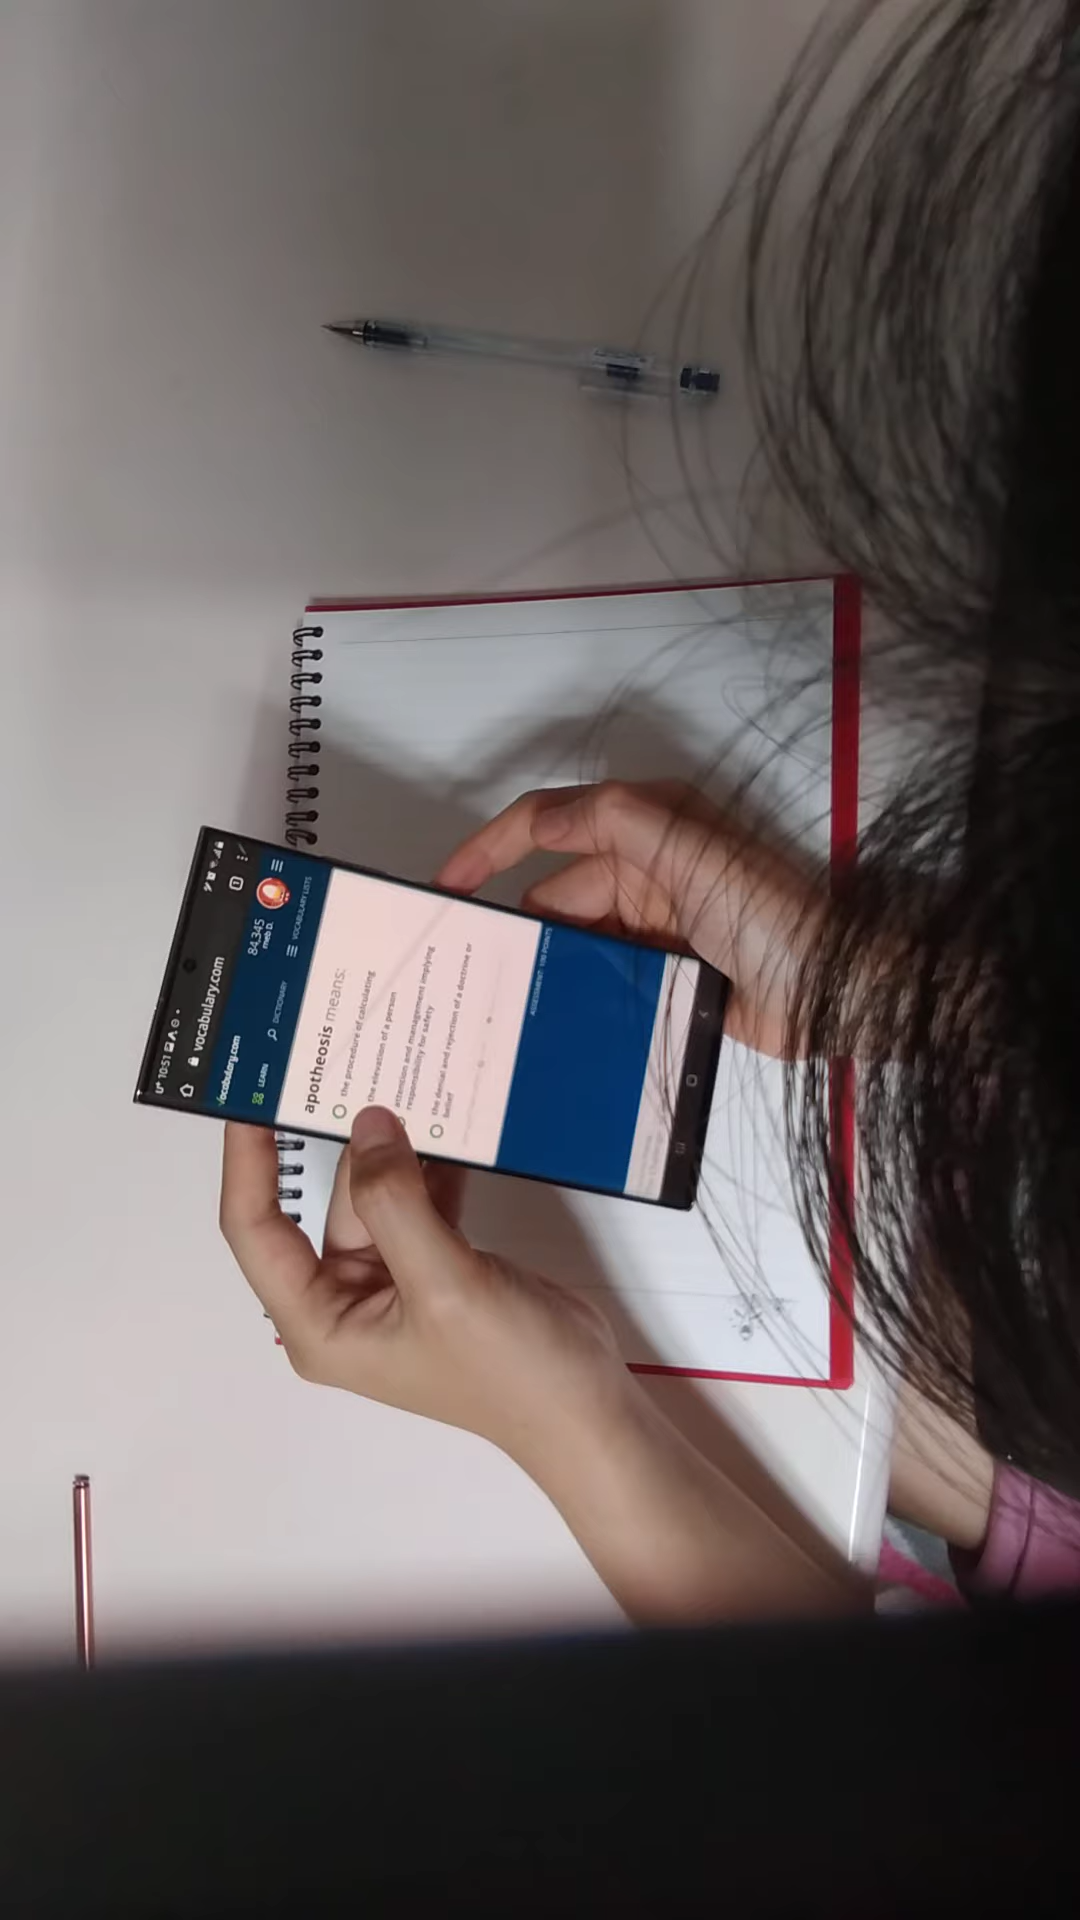 U⁺ 10:51
vocabulary.com
1
Vocabulary.com
84,345
meb D.
LEARN
DICTIONARY
VOCABULARY LISTS
apotheosis means:
the procedure of calculating
the elevation of a person
attention and management implying
responsibility for safety
the denial and rejection of a doctrine or
belief
ASSESSMENT: 100 POINTS